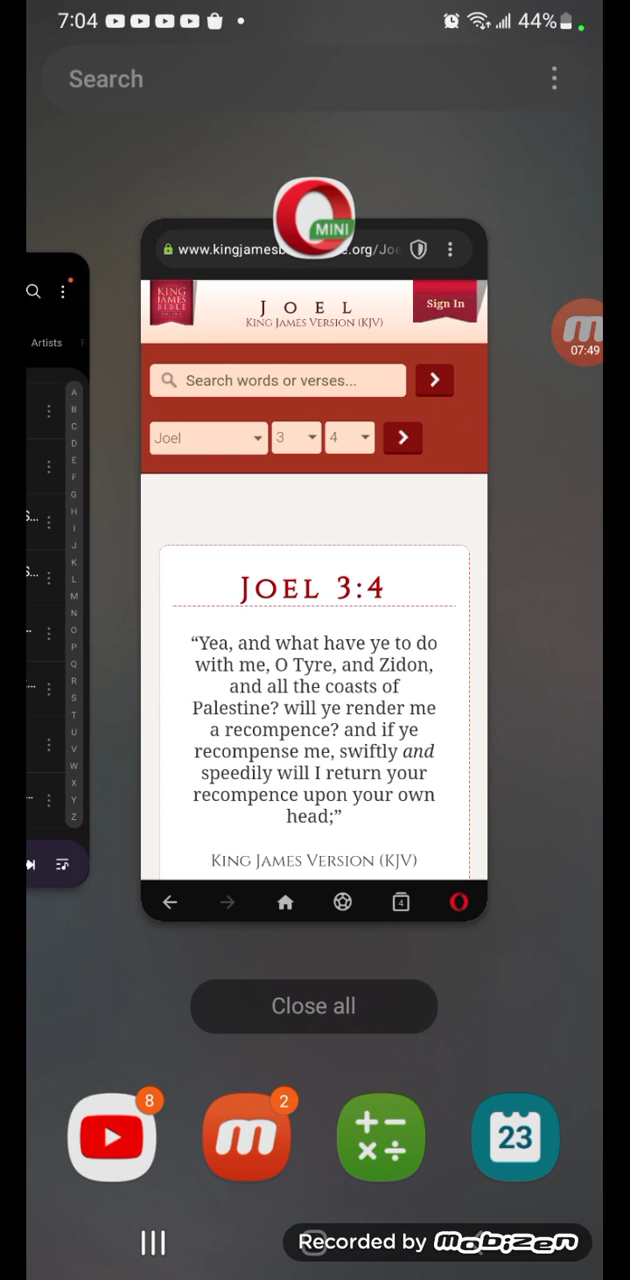 7:04
44%
Search
MINI
www.kingjamesb
e.org/Joe
KING
JAMES
BIBLE
JOEL
KING JAMES VERSION (KJV)
Sign In
Artists
07:49
Search words or verses...
Joel
3
4
A
B
C
D
E
F
G
H
I
J
K
L
M
N
O
P
Q
R
S
T
U
V
W
X
Y
Z
S...
S...
JOEL 3:4
“Yea, and what have ye to do
with me, O Tyre, and Zidon,
and all the coasts of
Palestine? will ye render me
a recompence? and if ye
recompense me, swiftly and
speedily will I return your
recompence upon your own
head;”
KING JAMES VERSION (KJV)
4
Close all
8
2
23
Recorded by mobizen